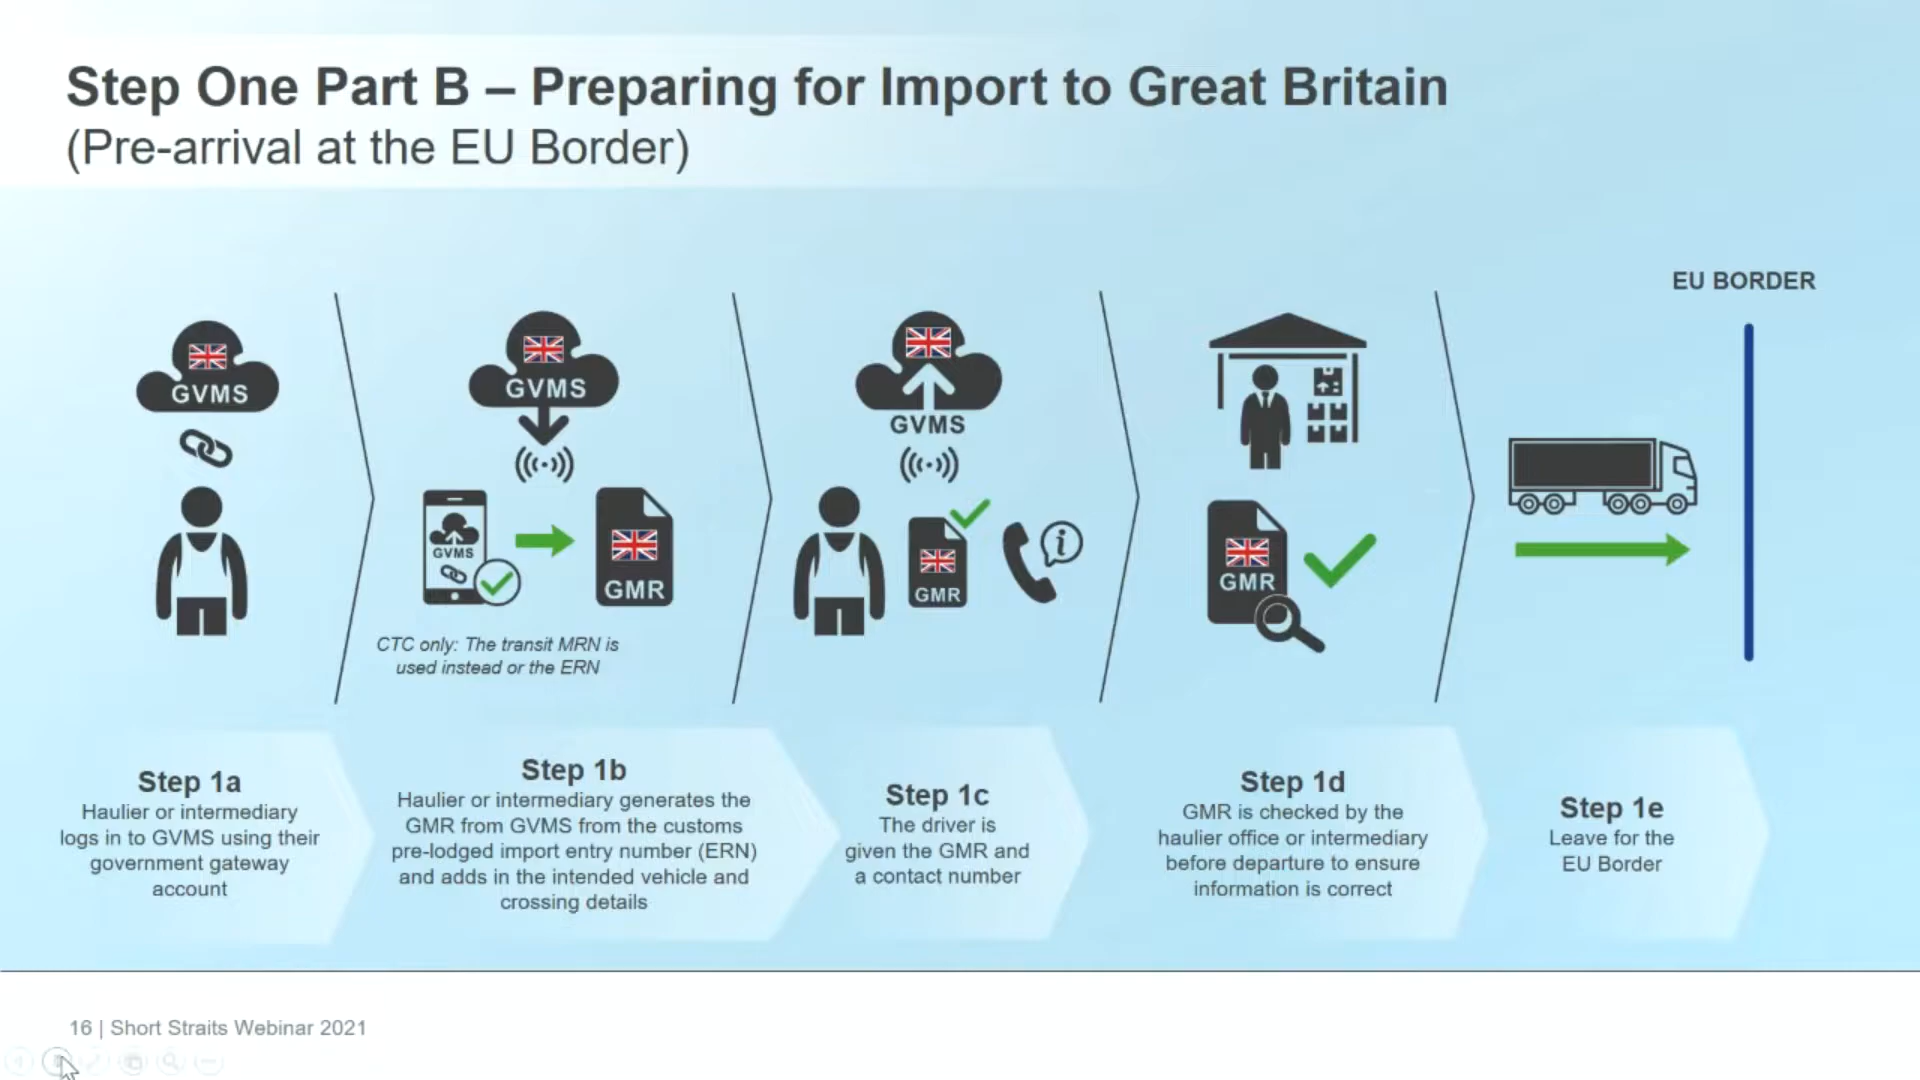 Step One Part B – Preparing for Import to Great Britain
(Pre-arrival at the EU Border)
EU BORDER
GVMS
GVMS
GVMS
GMR
CTC only: The transit MRN is
used instead or the ERN
GVMS
GMR
GMR
Step 1a
Haulier or intermediary
logs in to GVMS using their
government gateway
account
Step 1b
Haulier or intermediary generates the
GMR from GVMS from the customs
pre-lodged import entry number (ERN)
and adds in the intended vehicle and
crossing details
Step 1c
The driver is
given the GMR and
a contact number
Step 1d
GMR is checked by the
haulier office or intermediary
before departure to ensure
information is correct
Step 1e
Leave for the
EU Border
16 | Short Straits Webinar 2021